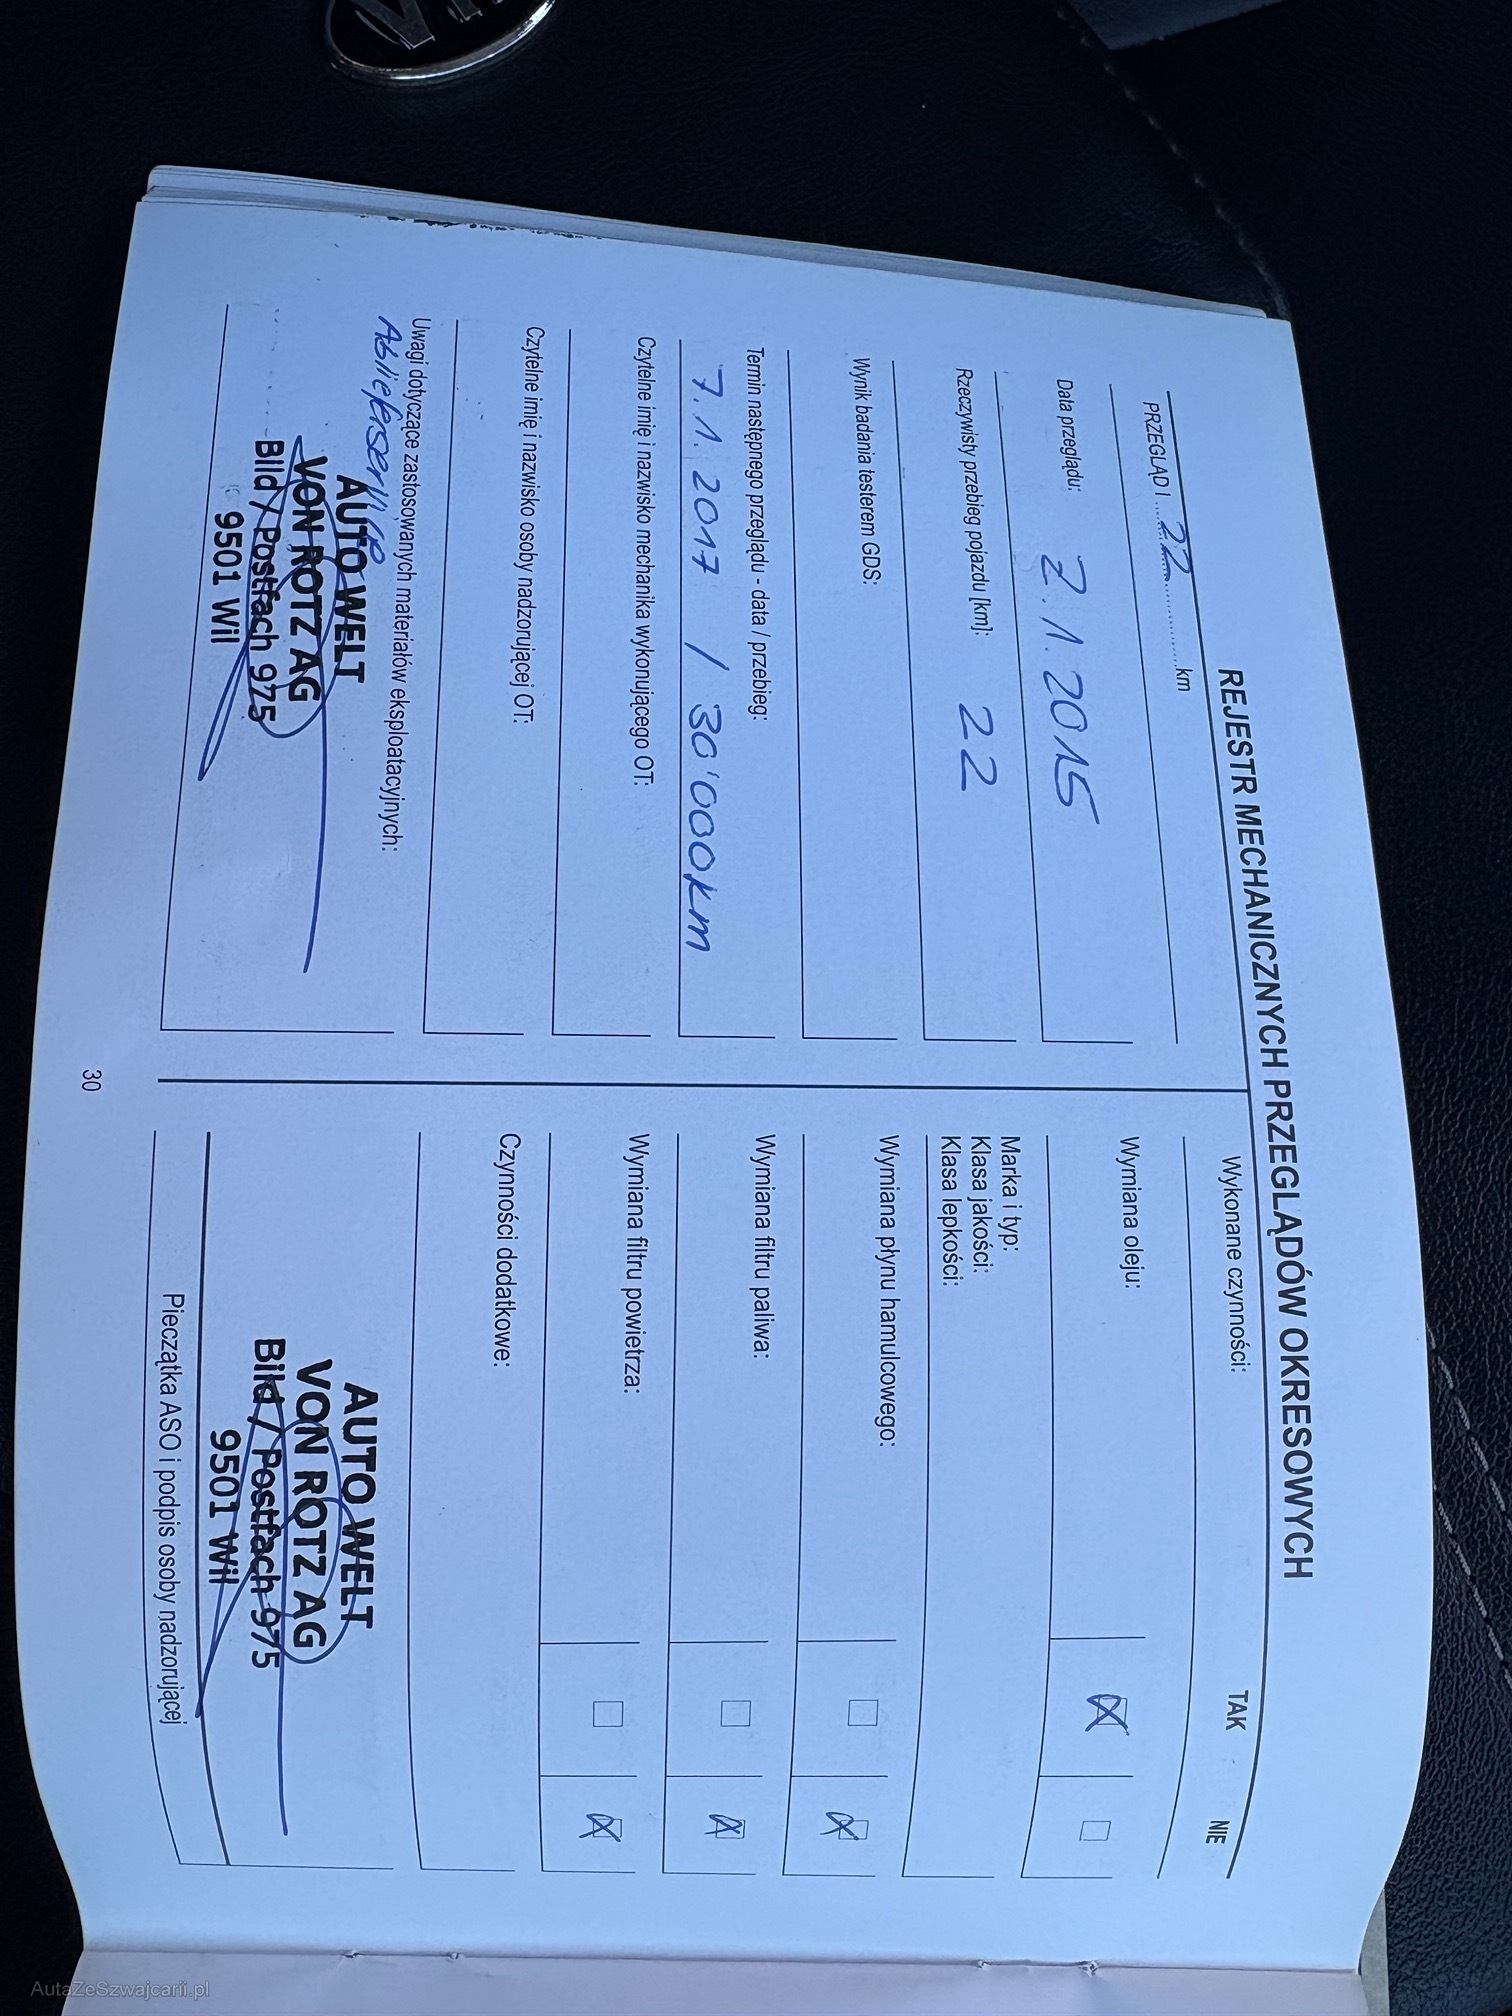 REJESTR MECHANICZNYCH PRZEGLĄDÓW OKRESOWYCH
PRZEGLĄD I ...22...............km
Data przeglądu: 7.1.2015
Rzeczywisty przebieg pojazdu [km]: 22
Wynik badania testerem GDS:
Termin następnego przeglądu - data / przebieg:
7.1.2017 / 30'000km
Czytelne imię i nazwisko mechanika wykonującego OT:
Czytelne imię i nazwisko osoby nadzorującej OT:
Uwagi dotyczące zastosowanych materiałów eksploatacyjnych:
AUTO WELT
VON ROTZ AG
Bild / Postfach 975
9501 Wil
Wykonane czynności: TAK NIE
Wymiana oleju:
Marka i typ:
Klasa jakości:
Klasa lepkości:
Wymiana płynu hamulcowego:
Wymiana filtru paliwa:
Wymiana filtru powietrza:
Czynności dodatkowe:
AUTO WELT
VON ROTZ AG
Bild / Postfach 975
9501 Wil
Pieczątka ASO i podpis osoby nadzorującej
30
AutaZeSzwajcarii.pl